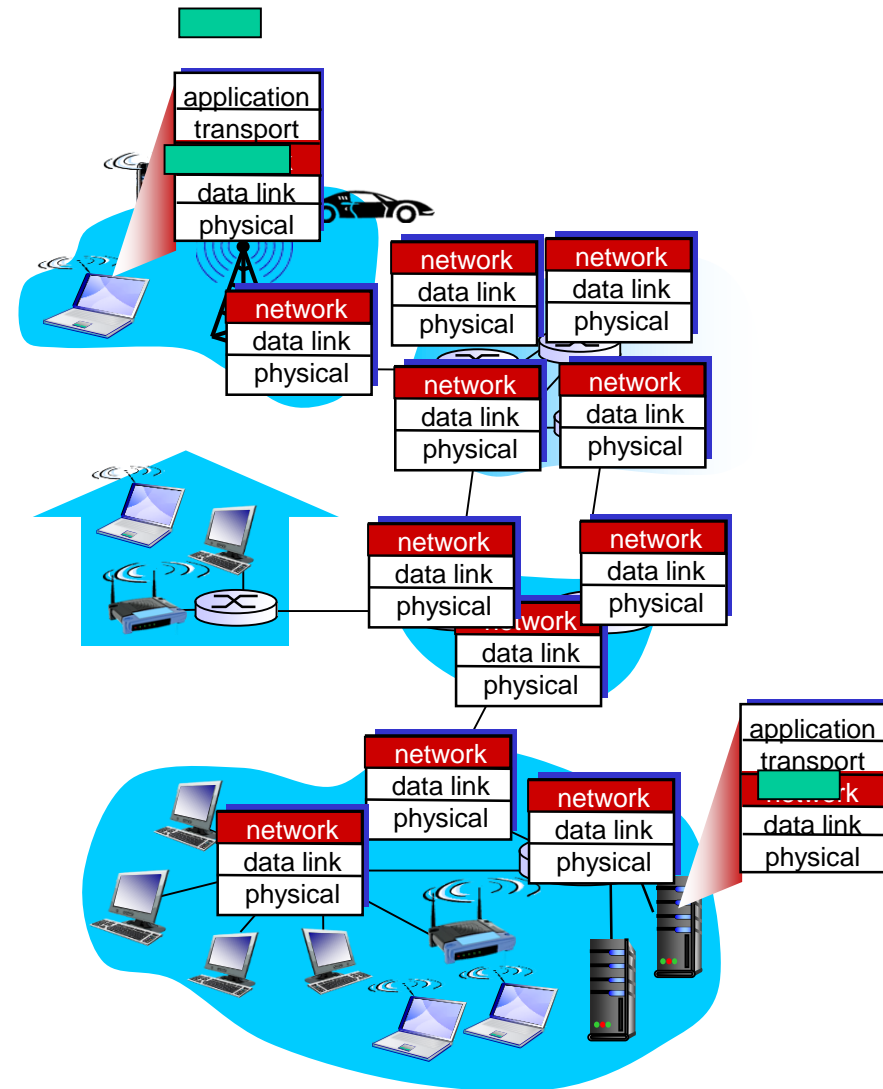 application
transport
data link
physical
network
data link
physical
network
data link
physical
network
data link
physical
network
data link
physical
network
data link
physical
network
data link
physical
network
data link
physical
network
data link
physical
network
data link
physical
network
data link
physical
network
data link
physical
application
transport
network
data link
physical